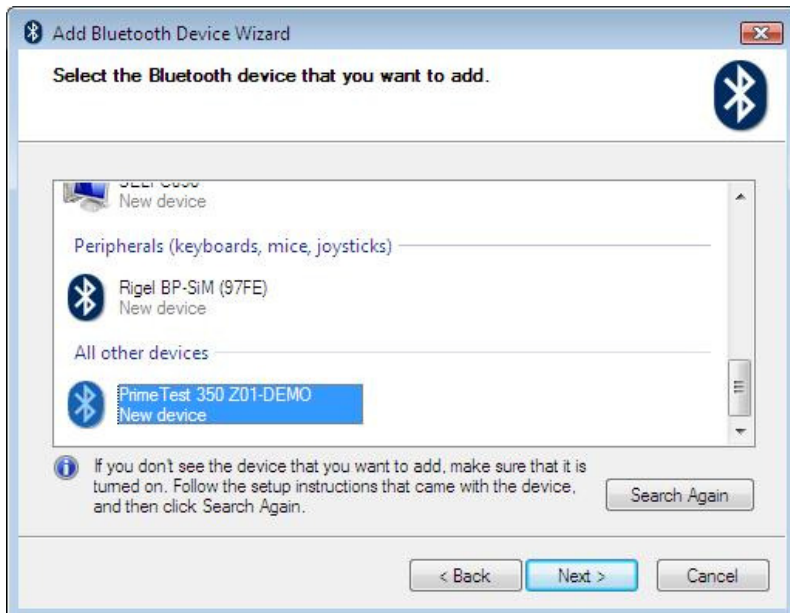 Add Bluetooth Device Wizard
Select the Bluetooth device that you want to add.
New device
Peripherals (keyboards, mice, joysticks)
Rigel BP-SiM (97FE)
New device
All other devices
PrimeTest 350 Z01-DEMO
New device
If you don't see the device that you want to add, make sure that it is
turned on. Follow the setup instructions that came with the device,
and then click Search Again.
Search Again
< Back
Next >
Cancel